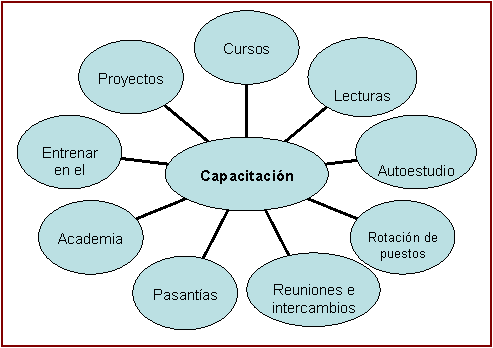 Cursos
Proyectos
Lecturas
Entrenar
en el
Autoestudio
Capacitación
Academia
Rotación de
puestos
Pasantías
Reuniones e
intercambios